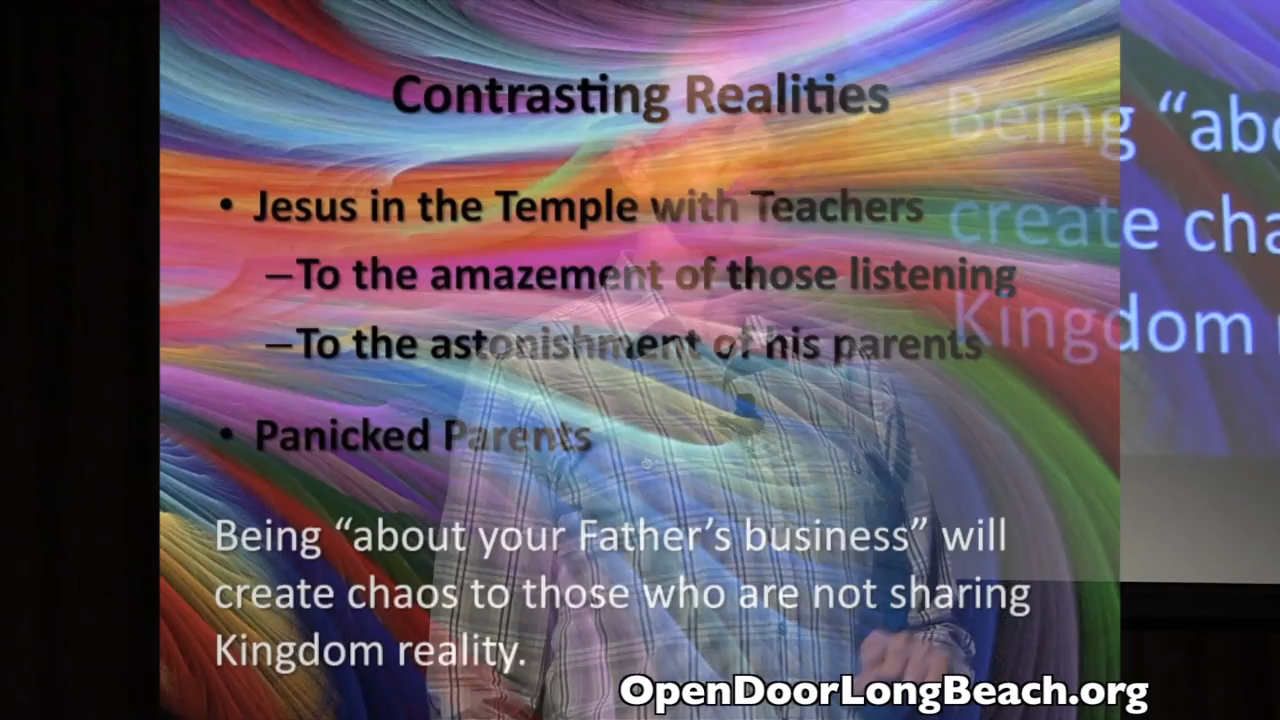 Contrasting Realities
• Jesus in the Temple with Teachers
–To the amazement of those listening
–To the astonishment of his parents
• Panicked Parents
Being “about your Father’s business” will
create chaos to those who are not sharing
Kingdom reality.
Being “abo
create cha
Kingdom
OpenDoorLongBeach.org